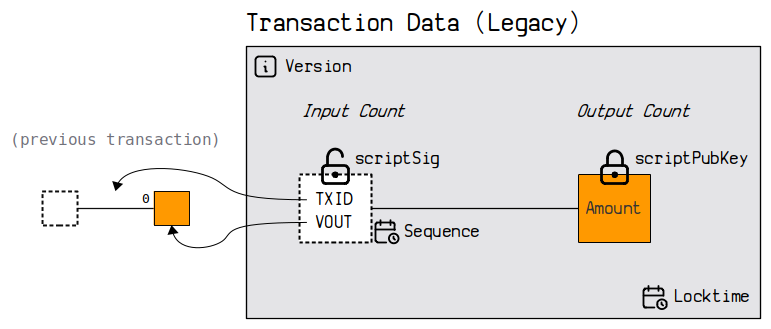 Transaction Data (Legacy)
Version
Input Count
Output Count
(previous transaction)
scriptSig
scriptPubKey
0
TXID
VOUT
Amount
Sequence
Locktime